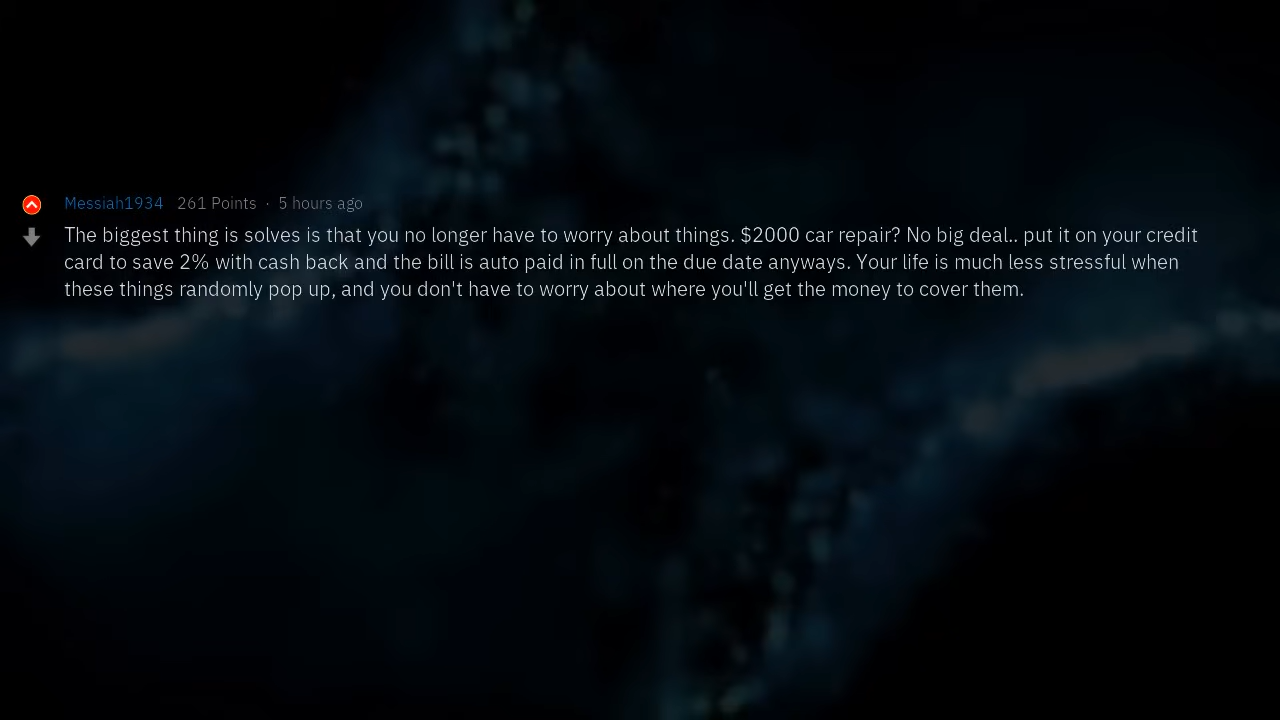 Messiah1934 261 Points · 5 hours ago
The biggest thing is solves is that you no longer have to worry about things. $2000 car repair? No big deal.. put it on your credit
card to save 2% with cash back and the bill is auto paid in full on the due date anyways. Your life is much less stressful when
these things randomly pop up, and you don't have to worry about where you'll get the money to cover them.